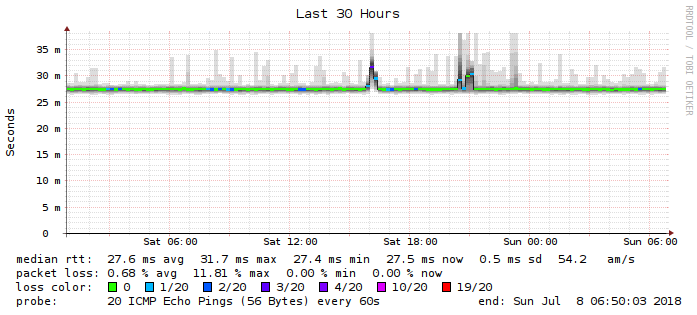 Last 30 Hours
RRDTOOL / TOBI OETIKER
Seconds
35 m
30 m
25 m
20 m
15 m
10 m
5 m
0
Sat 06:00 Sat 12:00 Sat 18:00 Sun 00:00 Sun 06:00
median rtt: 27.6 ms avg 31.7 ms max 27.4 ms min 27.5 ms now 0.5 ms sd 54.2 am/s
packet loss: 0.68 % avg 11.81 % max 0.00 % min 0.00 % now
loss color: 0 1/20 2/20 3/20 4/20 10/20 19/20
probe: 20 ICMP Echo Pings (56 Bytes) every 60s end: Sun Jul 8 06:50:03 2018